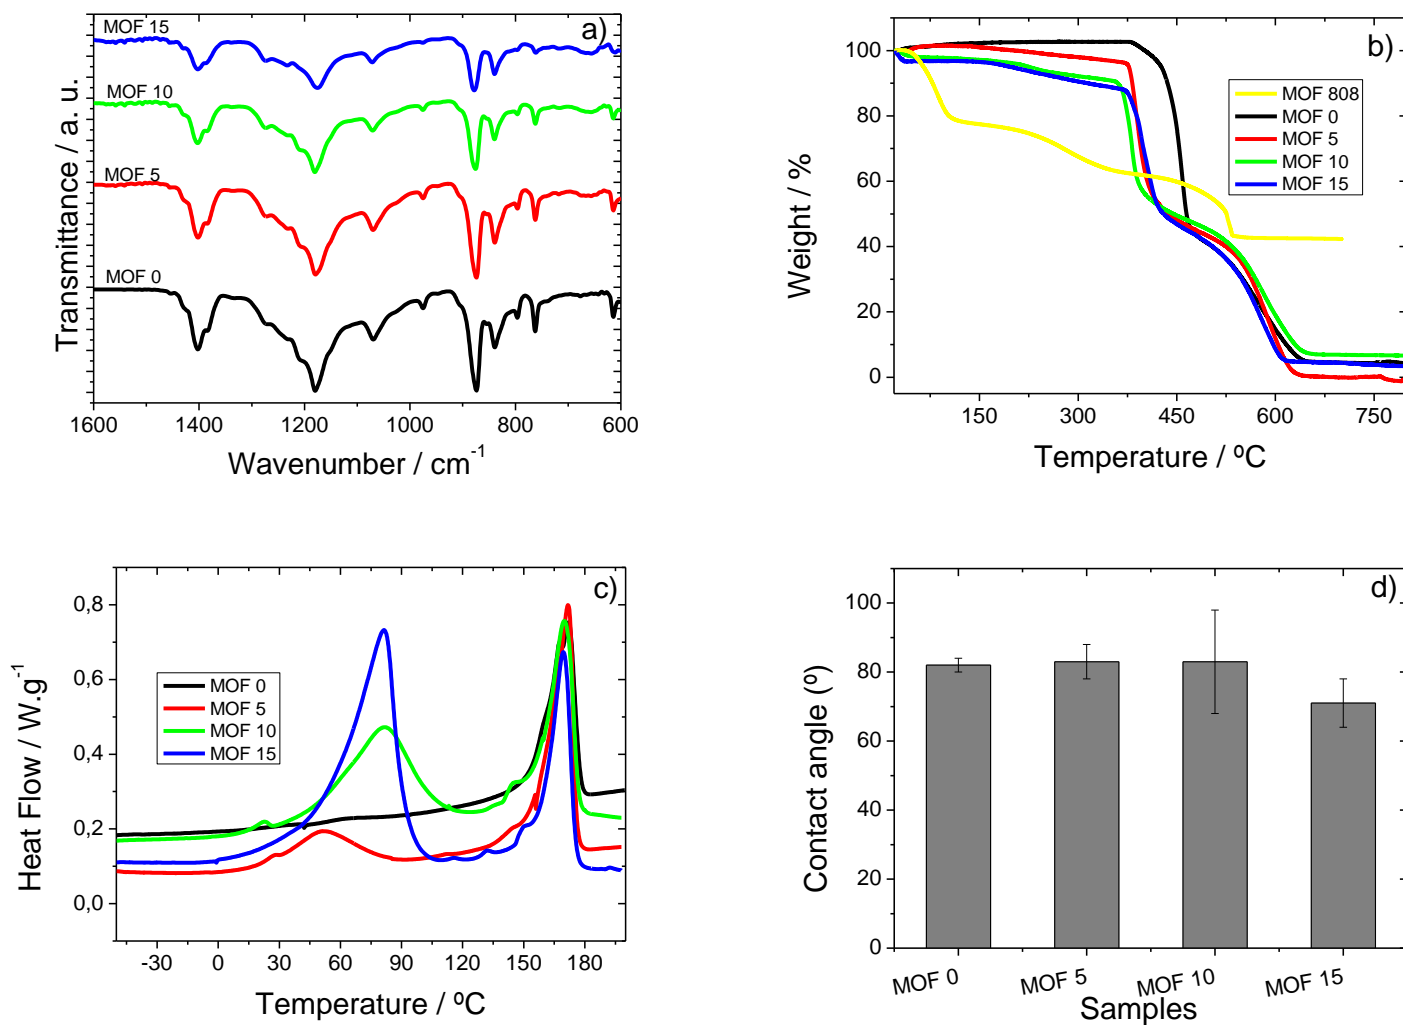 a)
MOF 15
MOF 10
MOF 5
MOF 0
Transmittance / a. u.
1600 1400 1200 1000 800 600
Wavenumber / cm⁻¹
b)
100
80
60
40
20
0
Weight / %
MOF 808
MOF 0
MOF 5
MOF 10
MOF 15
150 300 450 600 750
Temperature / ºC
c)
0,8
0,6
0,4
0,2
0,0
Heat Flow / W.g⁻¹
MOF 0
MOF 5
MOF 10
MOF 15
-30 0 30 60 90 120 150 180
Temperature / ºC
d)
100
80
60
40
20
0
Contact angle (º)
MOF 0 MOF 5 MOF 10 MOF 15
Samples